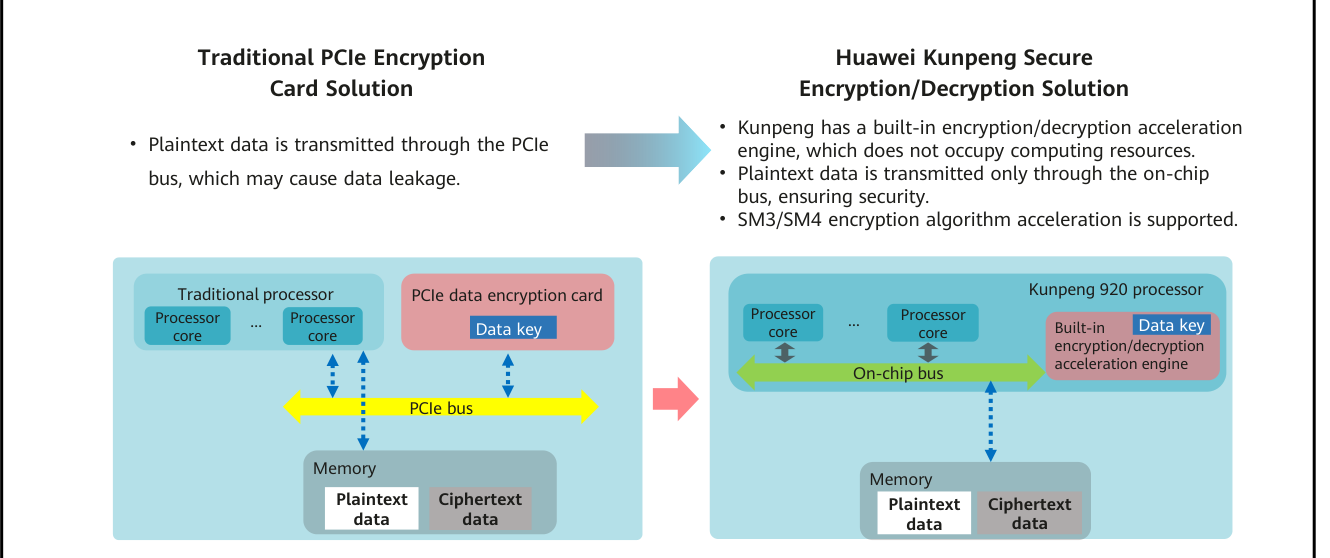 Traditional PCIe Encryption
Card Solution
• Plaintext data is transmitted through the PCIe
bus, which may cause data leakage.
Huawei Kunpeng Secure
Encryption/Decryption Solution
• Kunpeng has a built-in encryption/decryption acceleration
engine, which does not occupy computing resources.
• Plaintext data is transmitted only through the on-chip
bus, ensuring security.
• SM3/SM4 encryption algorithm acceleration is supported.
Traditional processor
Processor
core
...
Processor
core
PCIe data encryption card
Data key
PCIe bus
Memory
Plaintext
data
Ciphertext
data
Kunpeng 920 processor
Processor
core
...
Processor
core
Data key
Built-in
encryption/decryption
acceleration engine
On-chip bus
Memory
Plaintext
data
Ciphertext
data